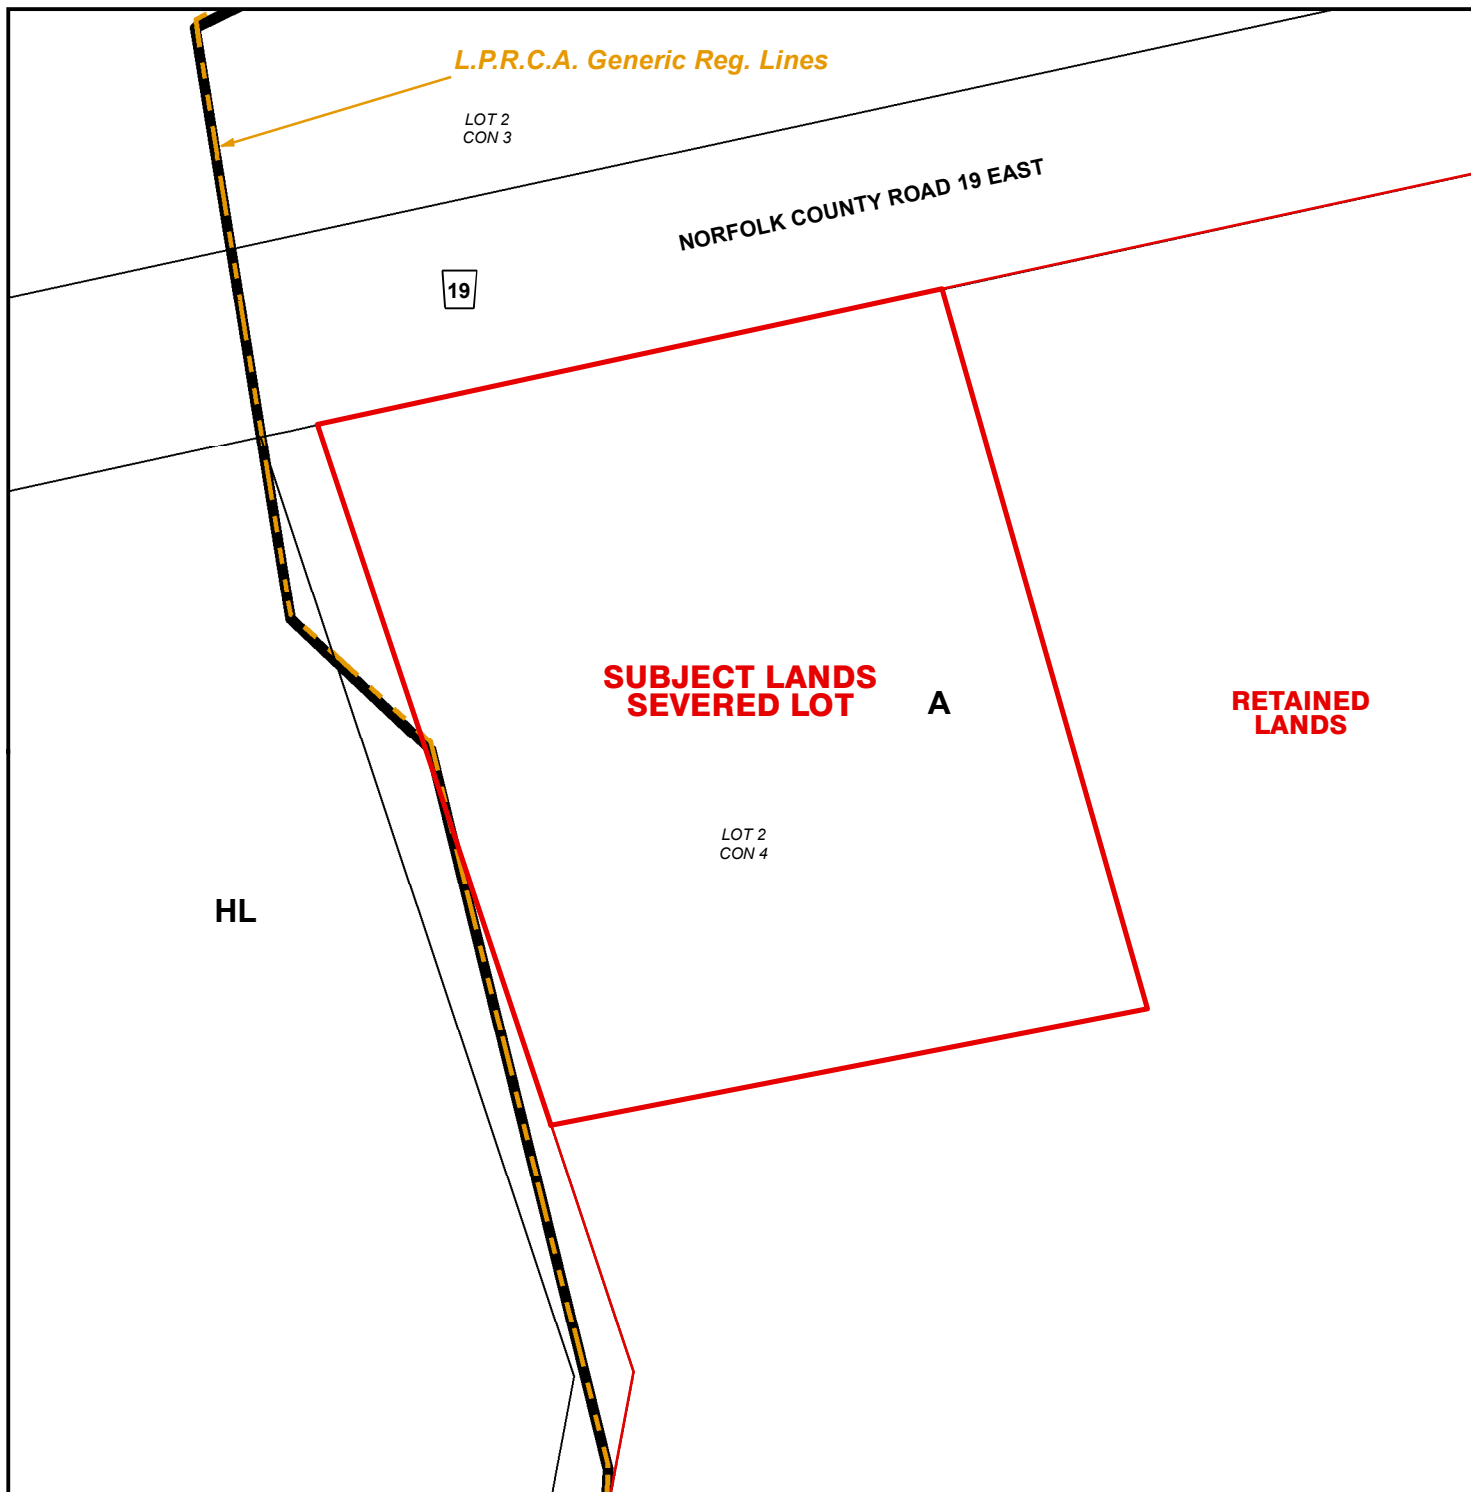 L.P.R.C.A. Generic Reg. Lines
LOT 2
CON 3
NORFOLK COUNTY ROAD 19 EAST
19
SUBJECT LANDS
SEVERED LOT
A
RETAINED
LANDS
LOT 2
CON 4
HL